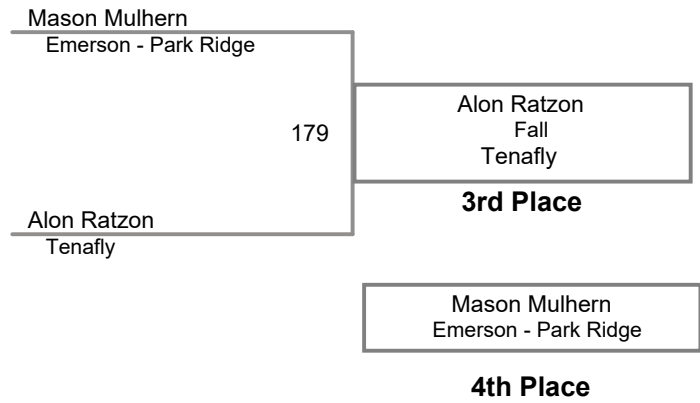 Mason Mulhern
Emerson - Park Ridge
179
Alon Ratzon
Fall
Tenafly
3rd Place
Alon Ratzon
Tenafly
Mason Mulhern
Emerson - Park Ridge
4th Place